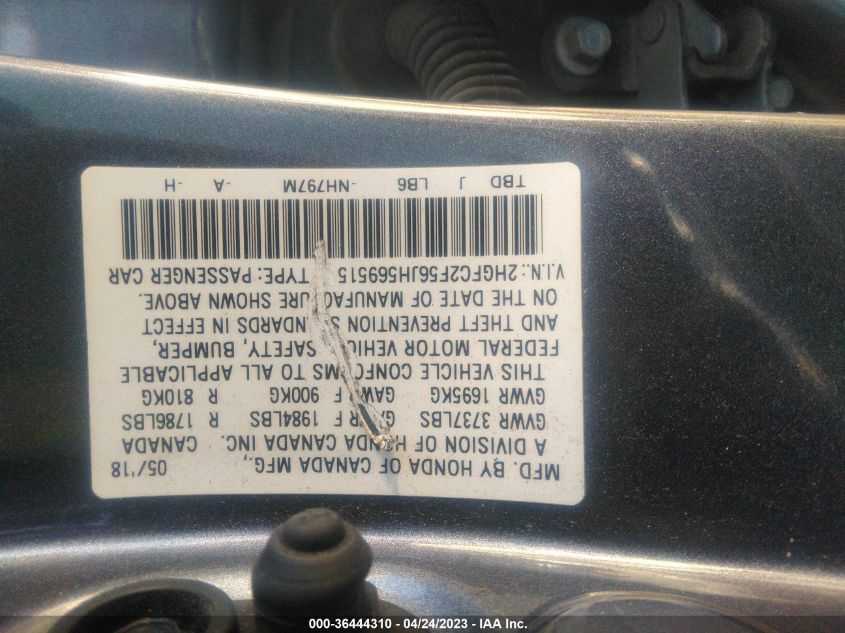 MFD. BY HONDA OF CANADA MFG., 05/'18
A DIVISION OF HONDA CANADA INC. CANADA
GVWR 3737LBS GAWR F 1984LBS R 1786LBS
GVWR 1695KG GAWR F 900KG R 810KG
THIS VEHICLE CONFORMS TO ALL APPLICABLE
FEDERAL MOTOR VEHICLE SAFETY, BUMPER,
AND THEFT PREVENTION STANDARDS IN EFFECT
ON THE DATE OF MANUFACTURE SHOWN ABOVE.
V.I.N.: 2HGFC2F56JH569515 TYPE: PASSENGER CAR
TBD J LB6 -NH797M -A -H
000-36444310 - 04/24/2023 - IAA Inc.